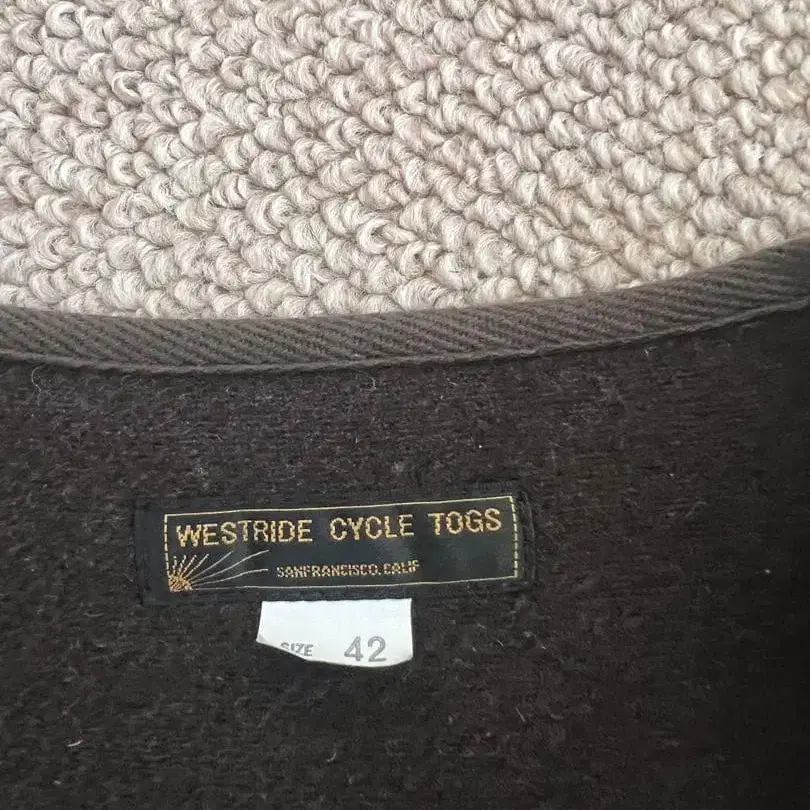 WESTRIDE CYCLE TOGS
SANFRANCISCO.CALIF
SIZE 42